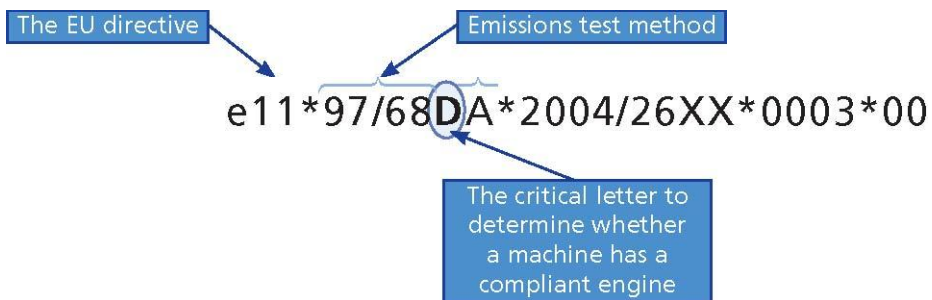 The EU directive
Emissions test method
e11*97/68DA*2004/26XX*0003*00
The critical letter to
determine whether
a machine has a
compliant engine